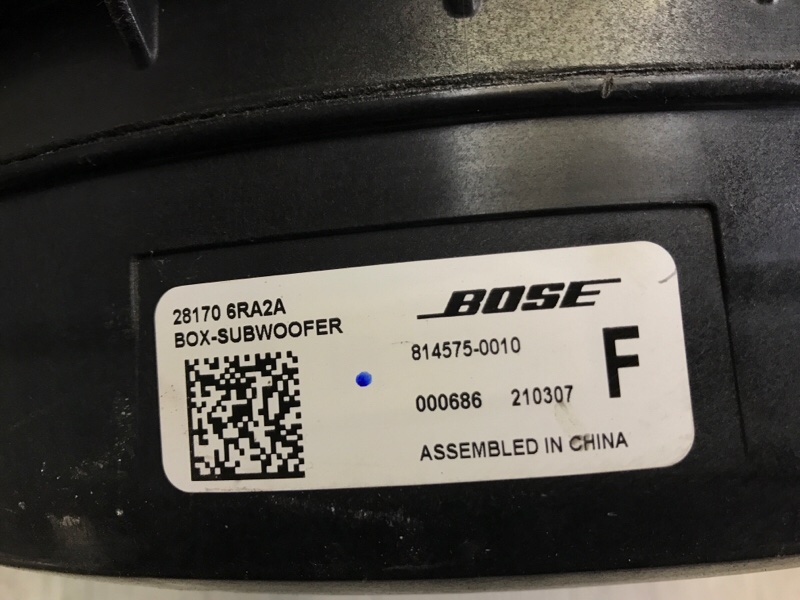 28170 6RA2A
BOX-SUBWOOFER
BOSE
814575-0010
F
000686 210307
ASSEMBLED IN CHINA